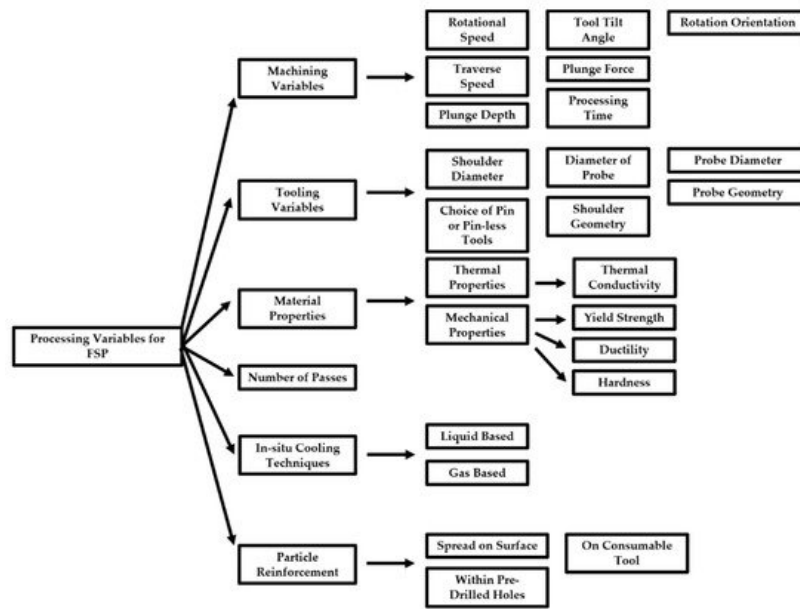 Processing Variables for
FSP
Machining
Variables
Rotational
Speed
Tool Tilt
Angle
Rotation Orientation
Traverse
Speed
Plunge Force
Plunge Depth
Processing
Time
Tooling
Variables
Shoulder
Diameter
Diameter of
Probe
Probe Diameter
Probe Geometry
Choice of Pin
or Pin-less
Tools
Shoulder
Geometry
Material
Properties
Thermal
Properties
Thermal
Conductivity
Mechanical
Properties
Yield Strength
Ductility
Hardness
Number of Passes
In-situ Cooling
Techniques
Liquid Based
Gas Based
Particle
Reinforcement
Spread on Surface
On Consumable
Tool
Within Pre-
Drilled Holes